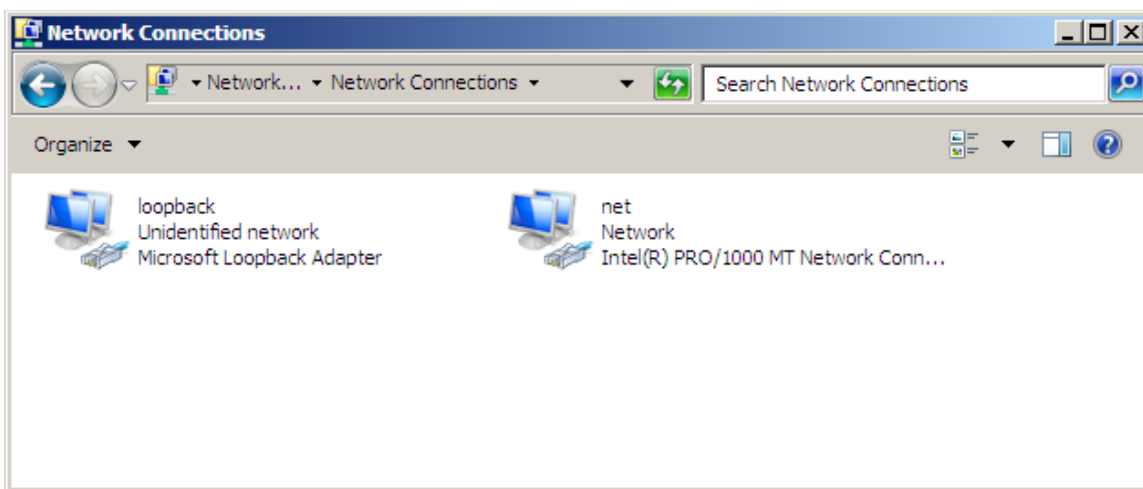 Network Connections
Network... Network Connections
Search Network Connections
Organize
loopback
Unidentified network
Microsoft Loopback Adapter
net
Network
Intel(R) PRO/1000 MT Network Conn...